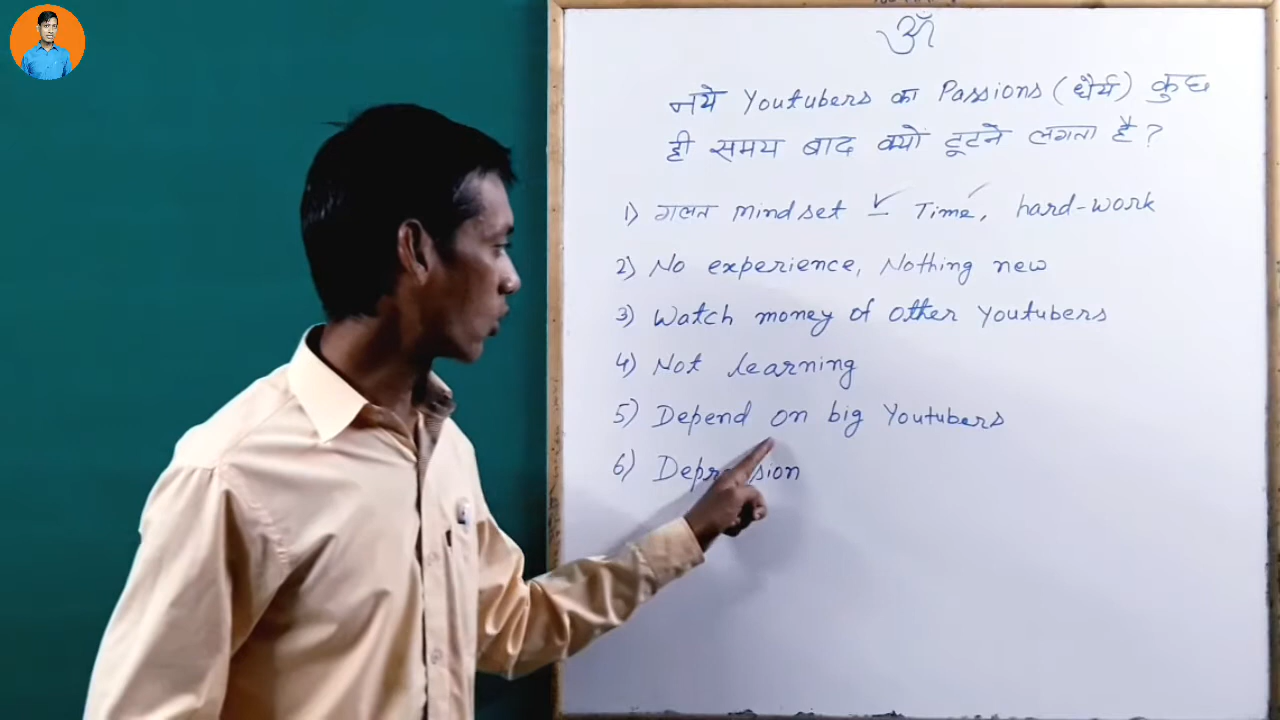 ॐ
नये Youtubers का Passions (धैर्य) कुछ
ही समय बाद क्यों टूटने लगता है ?
1) गलत mindset – Time, hard-work
2) No experience, Nothing new
3) Watch money of other Youtubers
4) Not learning
5) Depend on big Youtubers
6) Depression